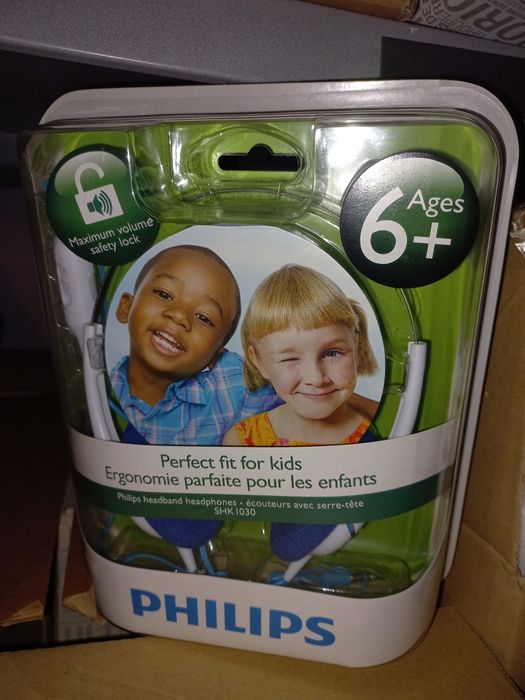 ORIC
Maximum volume
safety lock
Ages
6+
Perfect fit for kids
Ergonomie parfaite pour les enfants
Philips headband headphones • écouteurs avec serre-tête
SHK1030
PHILIPS